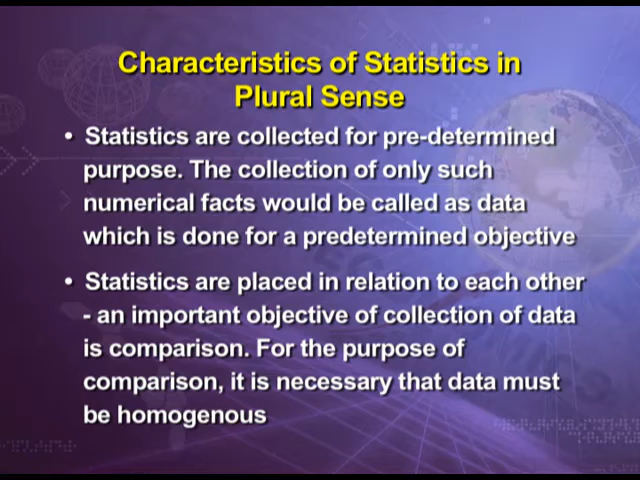 Characteristics of Statistics in
Plural Sense
• Statistics are collected for pre-determined
purpose. The collection of only such
numerical facts would be called as data
which is done for a predetermined objective
• Statistics are placed in relation to each other
- an important objective of collection of data
is comparison. For the purpose of
comparison, it is necessary that data must
be homogenous